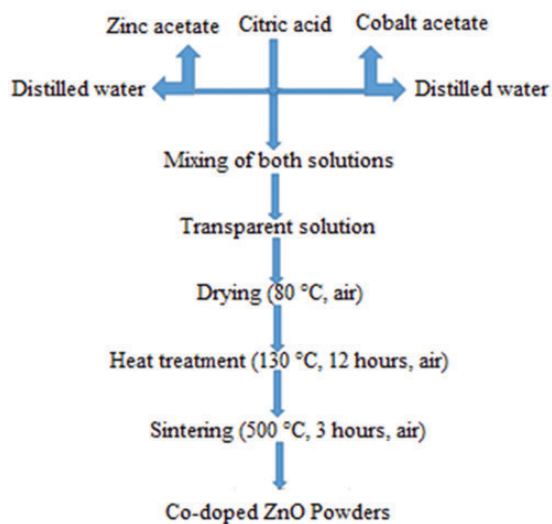 Zinc acetate Citric acid Cobalt acetate
Distilled water Distilled water
Mixing of both solutions
Transparent solution
Drying (80 °C, air)
Heat treatment (130 °C, 12 hours, air)
Sintering (500 °C, 3 hours, air)
Co-doped ZnO Powders